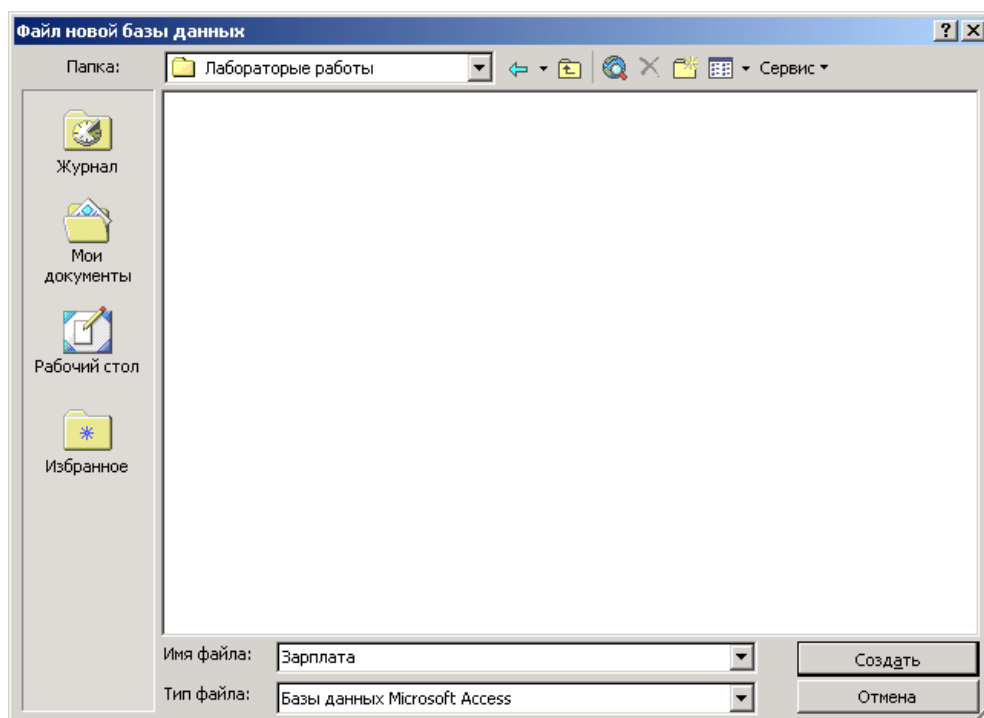 Файл новой базы данных
Папка: Лабораторые работы Сервис
Журнал
Мои
документы
Рабочий стол
Избранное
Имя файла: Зарплата Создать
Тип файла: Базы данных Microsoft Access Отмена